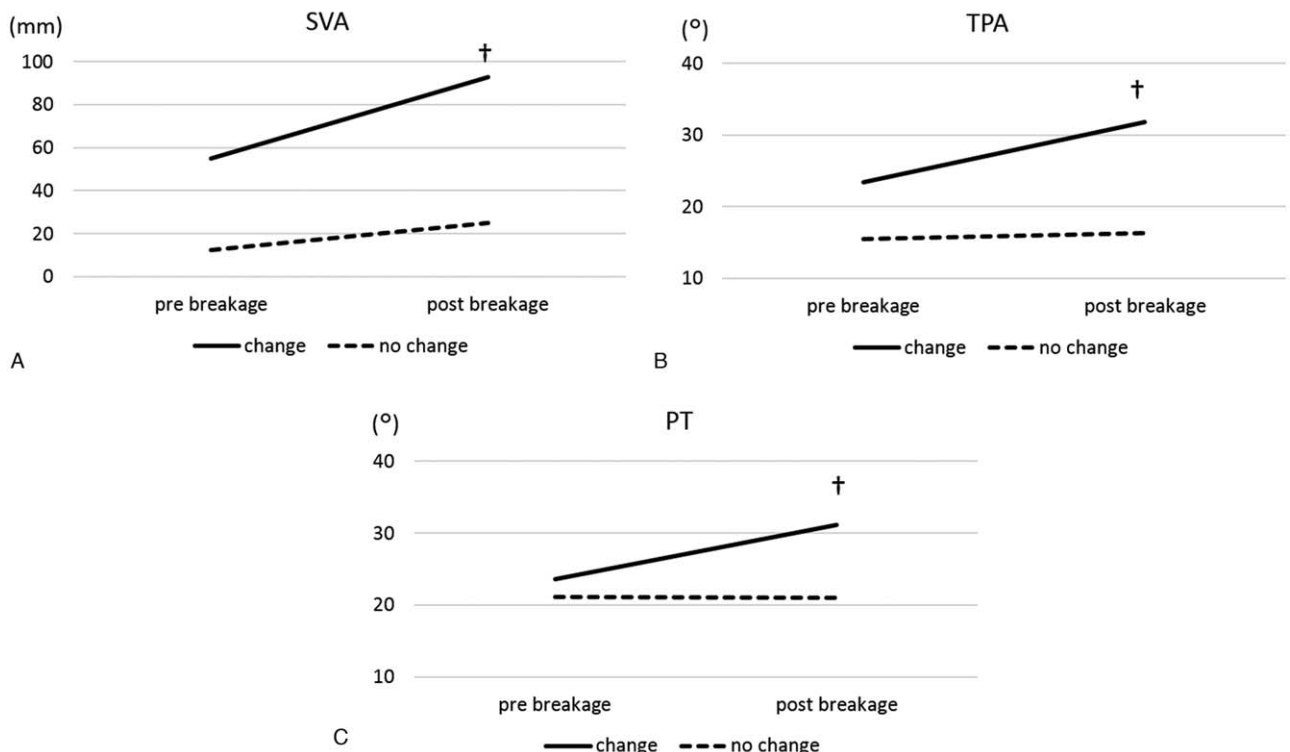 SVA
(mm)
†
100
80
60
40
20
0
pre breakage post breakage
change no change
A
TPA
(°)
†
40
30
20
10
pre breakage post breakage
change no change
B
PT
(°)
†
40
30
20
10
pre breakage post breakage
change no change
C